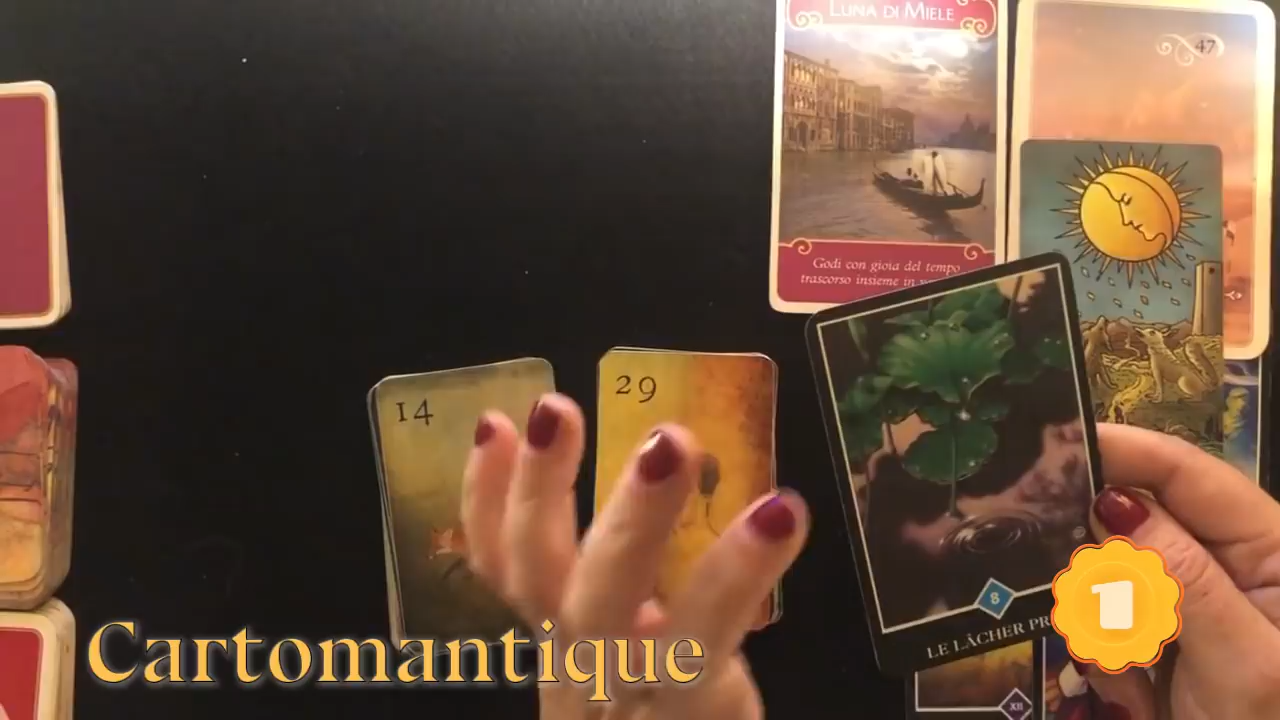 LUNA DI MIELE
47
Godi con gioia del tempo
trascorso insieme in
14
29
8
LE LÂCHER PR
1
Cartomantique
XII